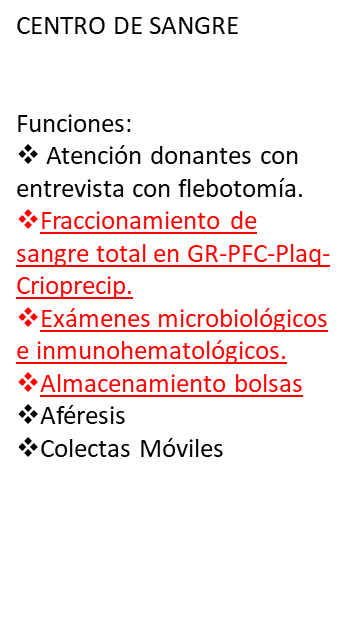 CENTRO DE SANGRE
Funciones:
❖ Atención donantes con
entrevista con flebotomía.
❖Fraccionamiento de
sangre total en GR-PFC-Plaq-
Crioprecip.
❖Exámenes microbiológicos
e inmunohematológicos.
❖Almacenamiento bolsas
❖Aféresis
❖Colectas Móviles